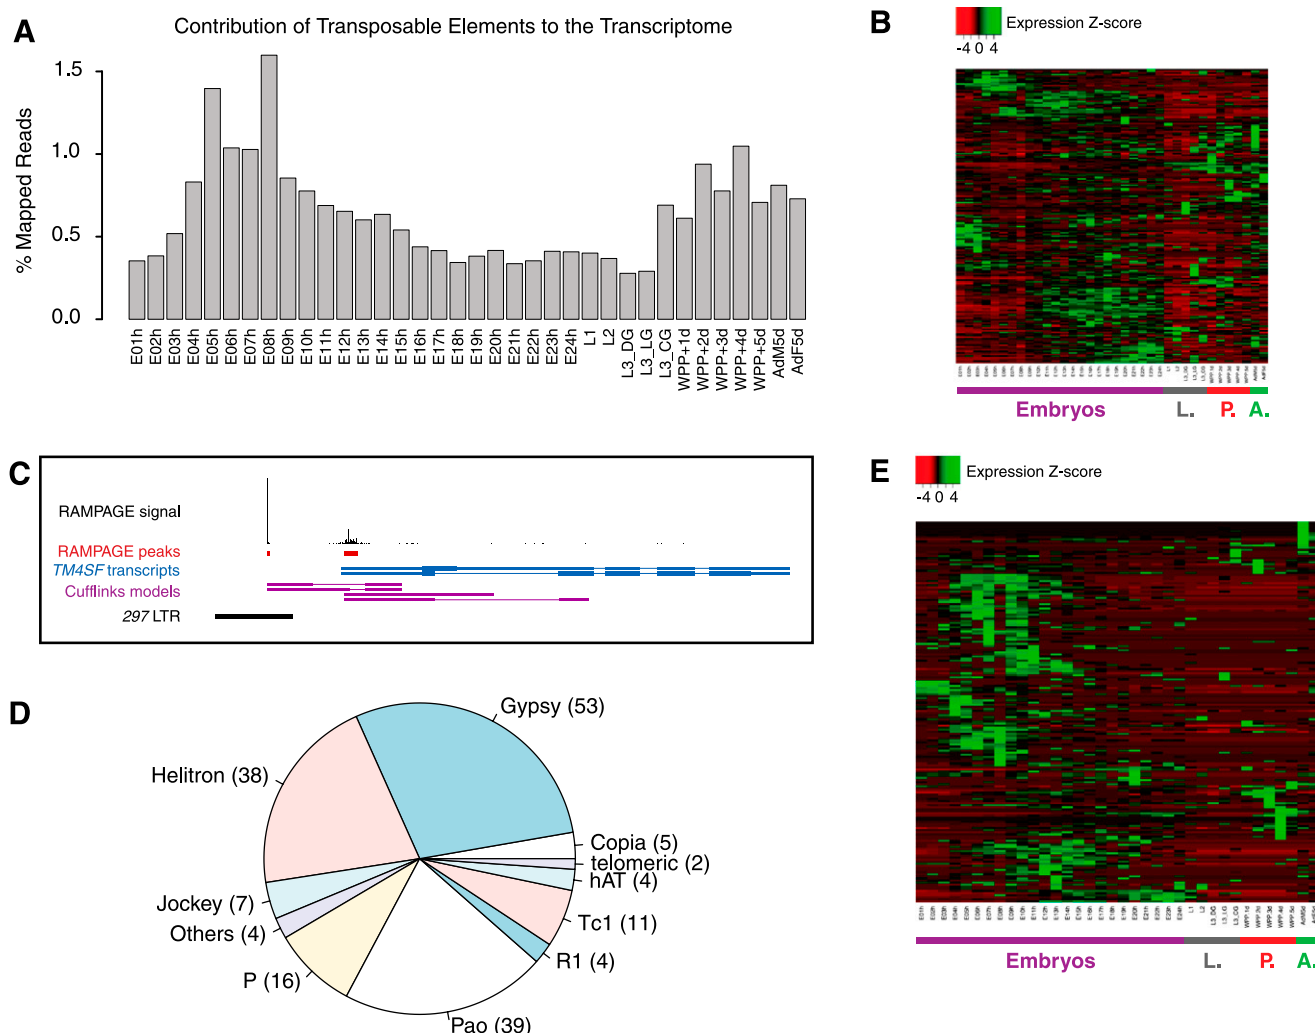 A
Contribution of Transposable Elements to the Transcriptome
% Mapped Reads
1.5
1.0
0.5
0.0
E01h
E02h
E03h
E04h
E05h
E06h
E07h
E08h
E09h
E10h
E11h
E12h
E13h
E14h
E15h
E16h
E17h
E18h
E19h
E20h
E21h
E22h
E23h
E24h
L1
L2
L3_DG
L3_LG
L3_CG
WPP+1d
WPP+2d
WPP+3d
WPP+4d
WPP+5d
AdM5d
AdF5d
B
Expression Z-score
-4 0 4
Embryos
L.
P.
A.
C
RAMPAGE signal
RAMPAGE peaks
TM4SF transcripts
Cufflinks models
297 LTR
D
Gypsy (53)
Helitron (38)
Copia (5)
telomeric (2)
hAT (4)
Jockey (7)
Tc1 (11)
Others (4)
R1 (4)
P (16)
Pao (39)
E
Expression Z-score
-4 0 4
Embryos
L.
P.
A.